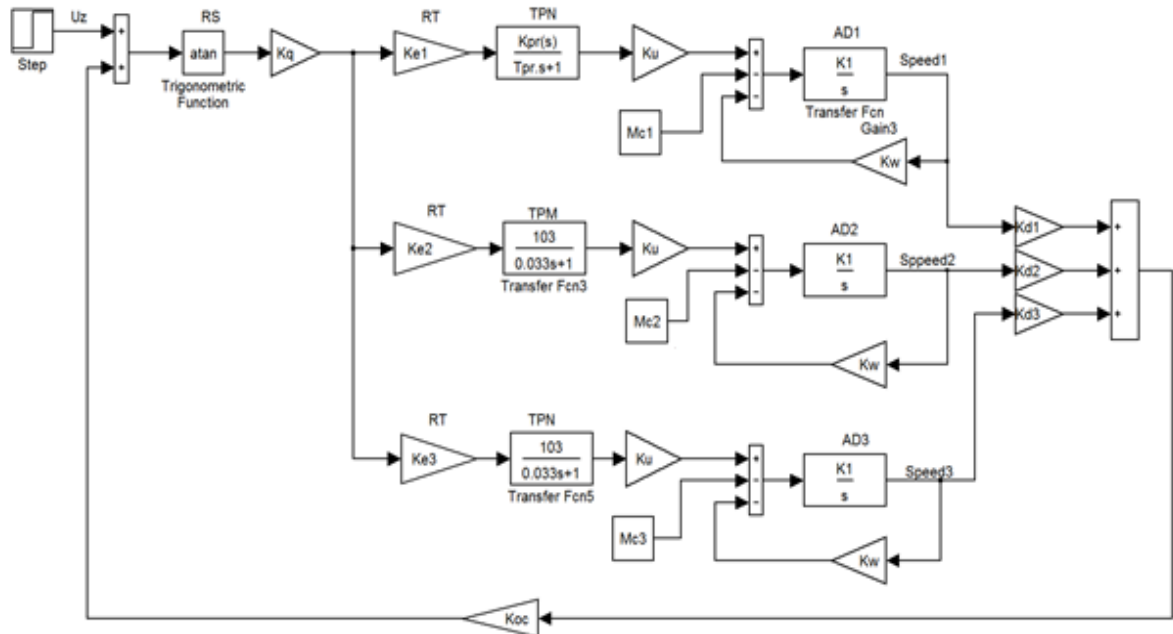 Uz
Step
+
+
RS
atan
Trigonometric
Function
Kq
RT
Ke1
TPN
Kpr(s)
Tpr.s+1
Ku
Mc1
+
-
-
AD1
K1
s
Transfer Fcn
Speed1
Gain3
Kw
RT
Ke2
TPM
103
0.033s+1
Transfer Fcn3
Ku
Mc2
+
-
-
AD2
K1
s
Sppeed2
Kw
RT
Ke3
TPN
103
0.033s+1
Transfer Fcn5
Ku
Mc3
+
-
-
AD3
K1
s
Speed3
Kw
Kd1
Kd2
Kd3
+
+
+
Koc